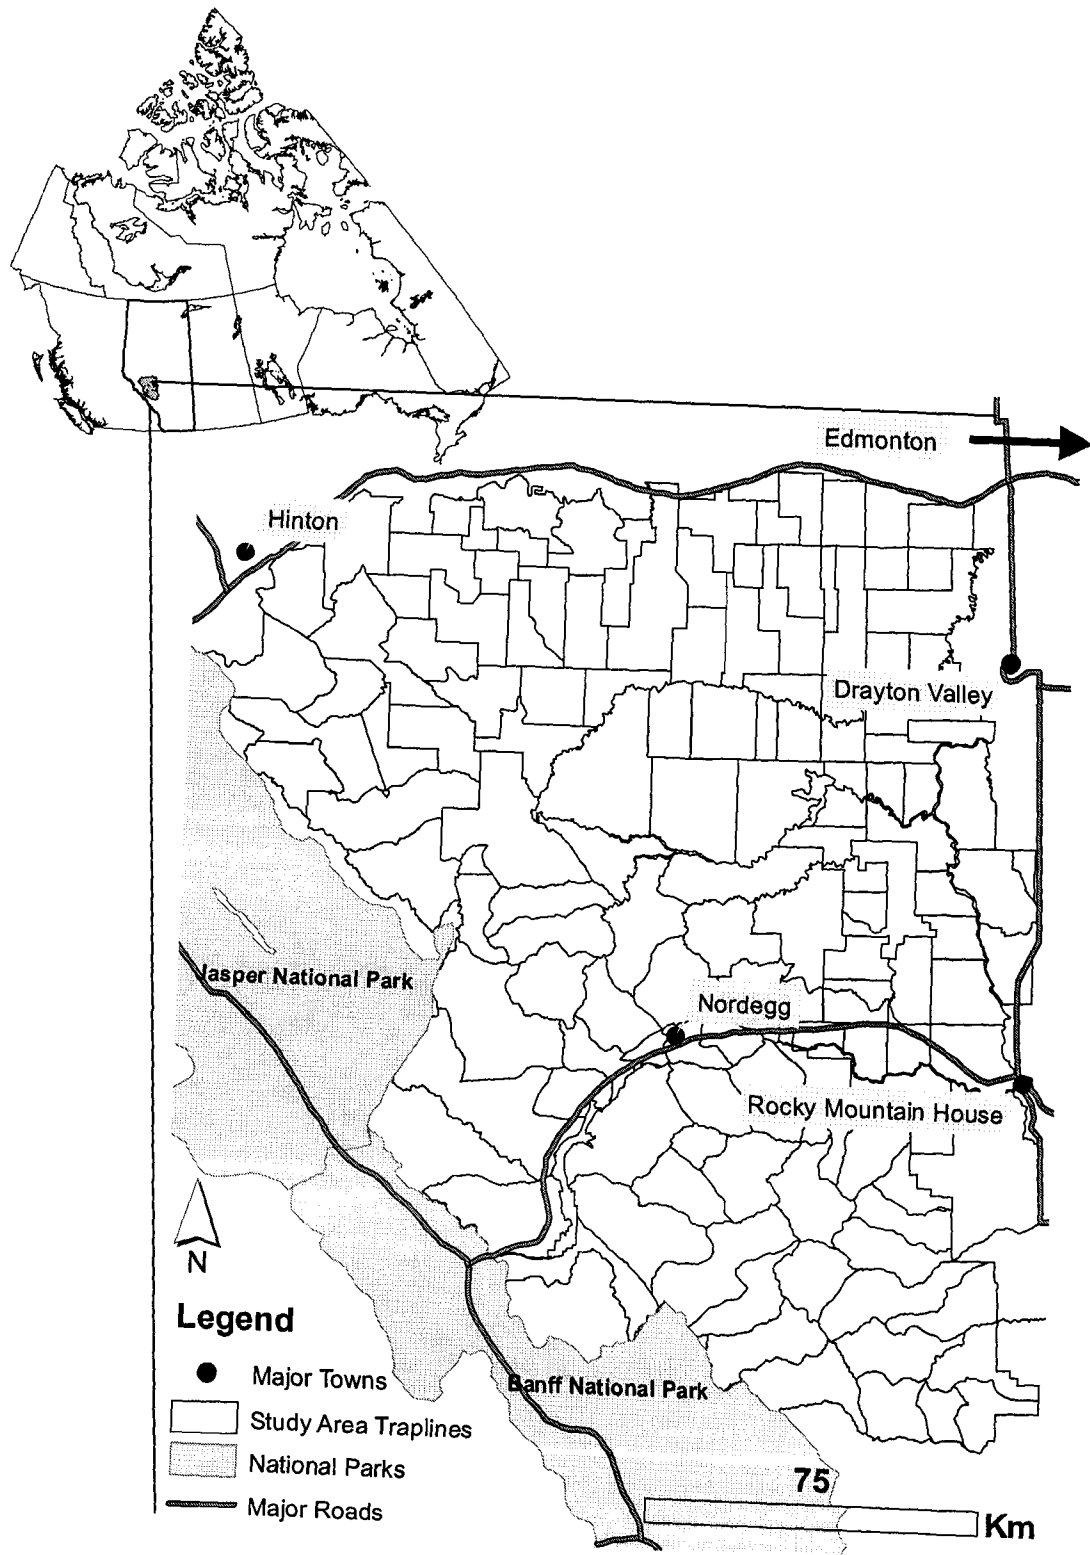 Edmonton
Hinton
Drayton Valley
Jasper National Park
Nordegg
Rocky Mountain House
N
Legend
Major Towns
Study Area Traplines
National Parks
Major Roads
Banff National Park
75
Km